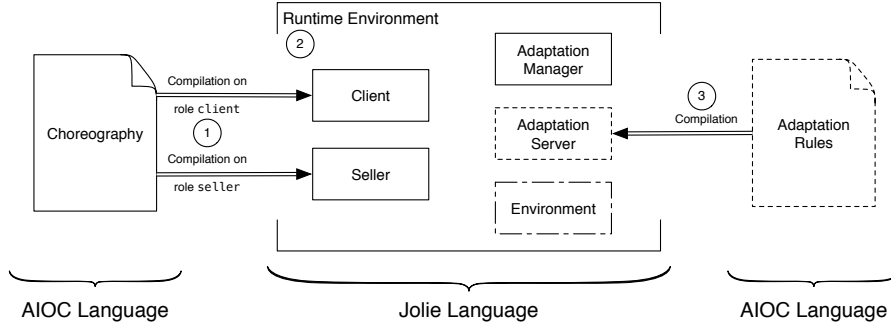 Runtime Environment
2
Adaptation
Manager
Compilation on
role client
Client
3
Compilation
Choreography
1
Adaptation
Server
Adaptation
Rules
Compilation on
role seller
Seller
Environment
AIOC Language
Jolie Language
AIOC Language